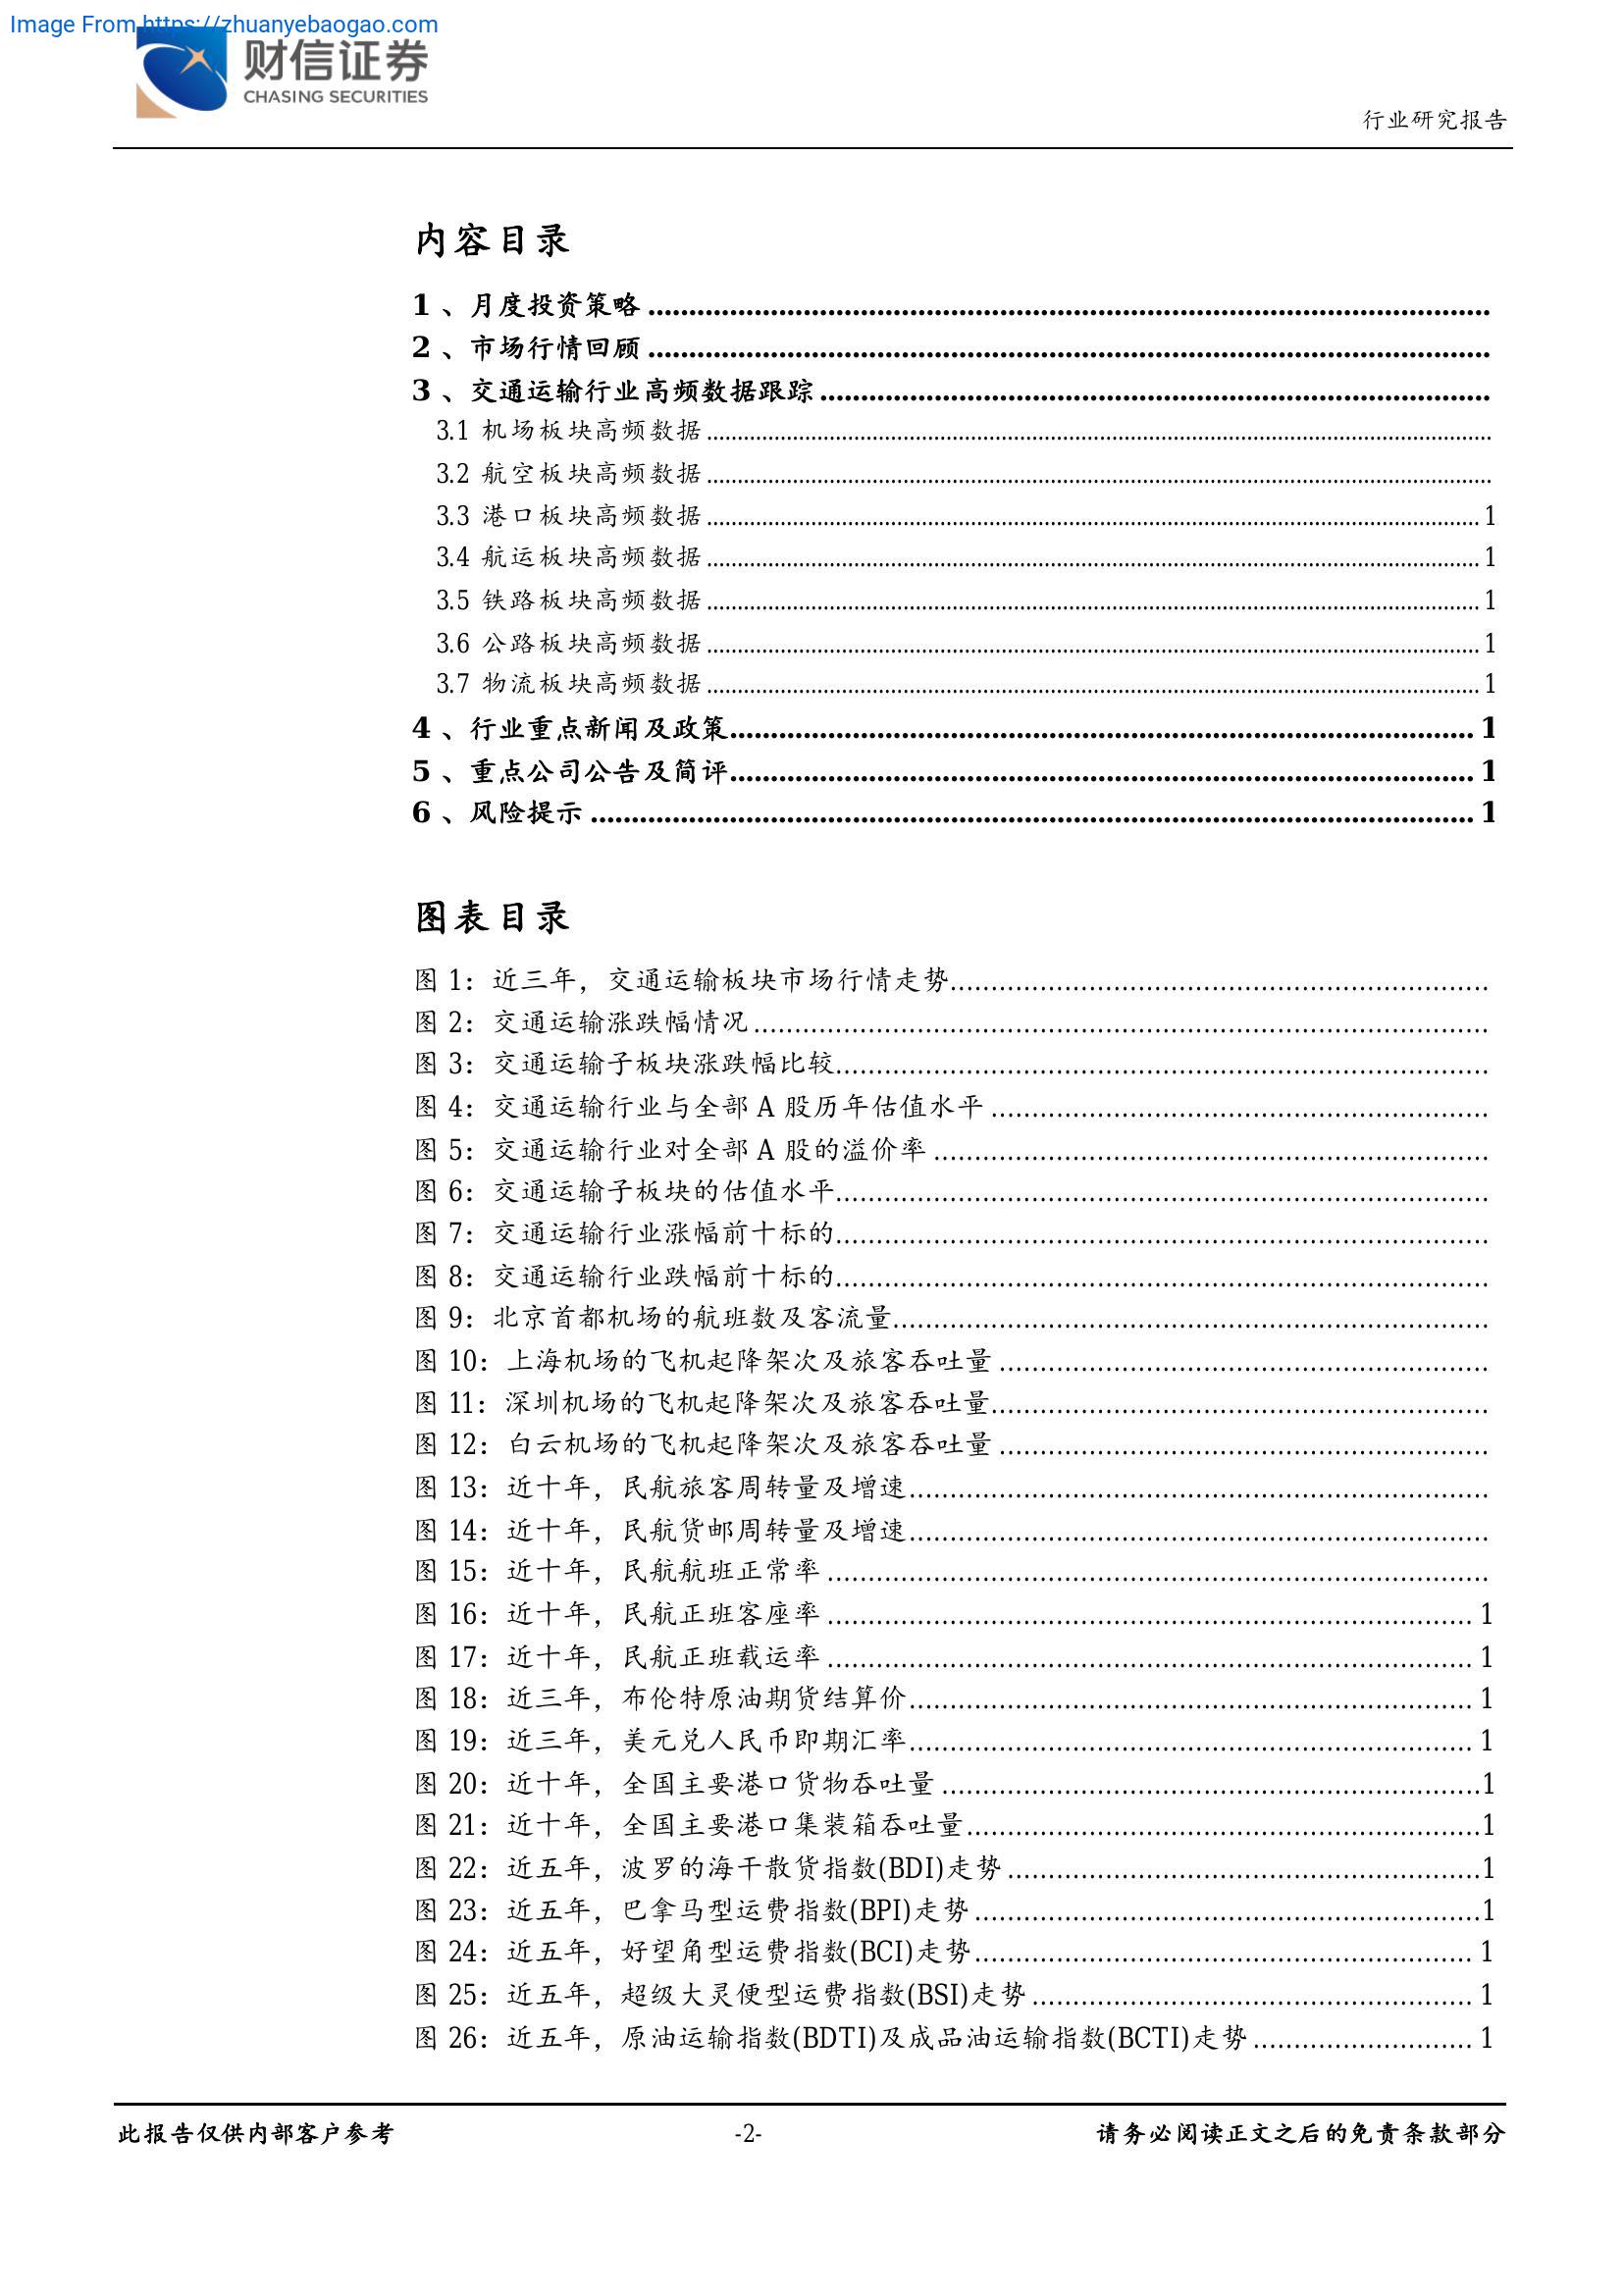 Image From https://zhuanyebaogao.com
财信证券
CHASING SECURITIES
行业研究报告
内容目录
1 、月度投资策略........................................
2 、市场行情回顾........................................
3 、交通运输行业高频数据跟踪........................................
3.1 机场板块高频数据........................................
3.2 航空板块高频数据........................................
3.3 港口板块高频数据........................................1
3.4 航运板块高频数据........................................1
3.5 铁路板块高频数据........................................1
3.6 公路板块高频数据........................................1
3.7 物流板块高频数据........................................1
4 、行业重点新闻及政策........................................1
5 、重点公司公告及简评........................................1
6 、风险提示........................................1
图表目录
图 1：近三年，交通运输板块市场行情走势........................................
图 2：交通运输涨跌幅情况........................................
图 3：交通运输子板块涨跌幅比较........................................
图 4：交通运输行业与全部 A 股历年估值水平........................................
图 5：交通运输行业对全部 A 股的溢价率........................................
图 6：交通运输子板块的估值水平........................................
图 7：交通运输行业涨幅前十标的........................................
图 8：交通运输行业跌幅前十标的........................................
图 9：北京首都机场的航班数及客流量........................................
图 10：上海机场的飞机起降架次及旅客吞吐量........................................
图 11：深圳机场的飞机起降架次及旅客吞吐量........................................
图 12：白云机场的飞机起降架次及旅客吞吐量........................................
图 13：近十年，民航旅客周转量及增速........................................
图 14：近十年，民航货邮周转量及增速........................................
图 15：近十年，民航航班正常率........................................
图 16：近十年，民航正班客座率........................................1
图 17：近十年，民航正班载运率........................................1
图 18：近三年，布伦特原油期货结算价........................................1
图 19：近三年，美元兑人民币即期汇率........................................1
图 20：近十年，全国主要港口货物吞吐量........................................1
图 21：近十年，全国主要港口集装箱吞吐量........................................1
图 22：近五年，波罗的海干散货指数(BDI)走势........................................1
图 23：近五年，巴拿马型运费指数(BPI)走势........................................1
图 24：近五年，好望角型运费指数(BCI)走势........................................1
图 25：近五年，超级大灵便型运费指数(BSI)走势........................................1
图 26：近五年，原油运输指数(BDTI)及成品油运输指数(BCTI)走势...........................1
此报告仅供内部客户参考
-2-
请务必阅读正文之后的免责条款部分